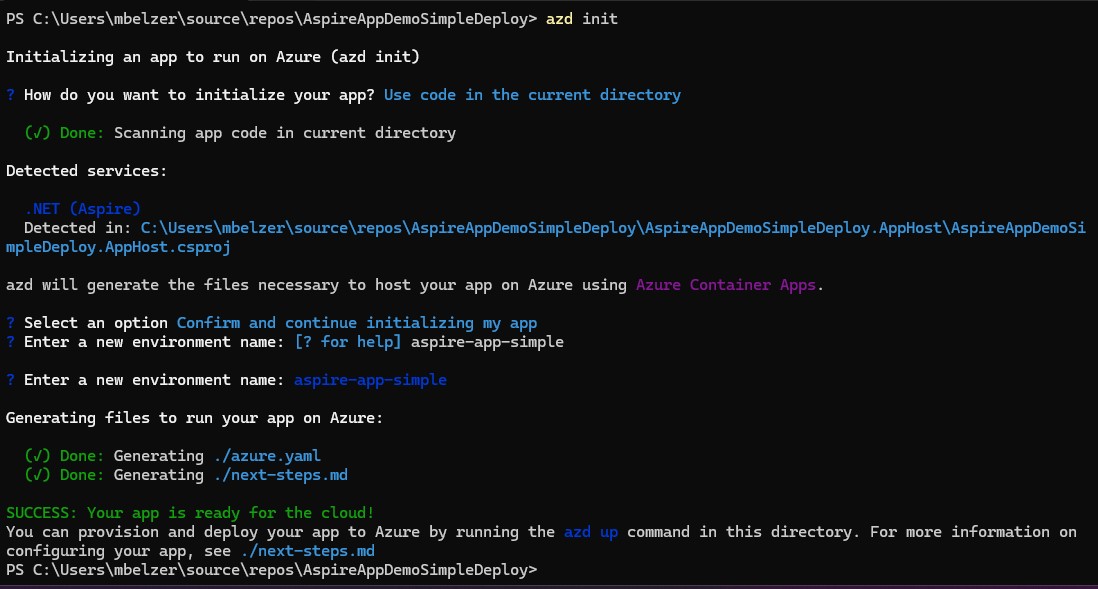 PS C:\Users\mbelzer\source\repos\AspireAppDemoSimpleDeploy> azd init
Initializing an app to run on Azure (azd init)
? How do you want to initialize your app? Use code in the current directory
(√) Done: Scanning app code in current directory
Detected services:
.NET (Aspire)
Detected in: C:\Users\mbelzer\source\repos\AspireAppDemoSimpleDeploy\AspireAppDemoSimpleDeploy.AppHost\AspireAppDemoSi
mpleDeploy.AppHost.csproj
azd will generate the files necessary to host your app on Azure using Azure Container Apps.
? Select an option Confirm and continue initializing my app
? Enter a new environment name: [? for help] aspire-app-simple
? Enter a new environment name: aspire-app-simple
Generating files to run your app on Azure:
(√) Done: Generating ./azure.yaml
(√) Done: Generating ./next-steps.md
SUCCESS: Your app is ready for the cloud!
You can provision and deploy your app to Azure by running the azd up command in this directory. For more information on
configuring your app, see ./next-steps.md
PS C:\Users\mbelzer\source\repos\AspireAppDemoSimpleDeploy>